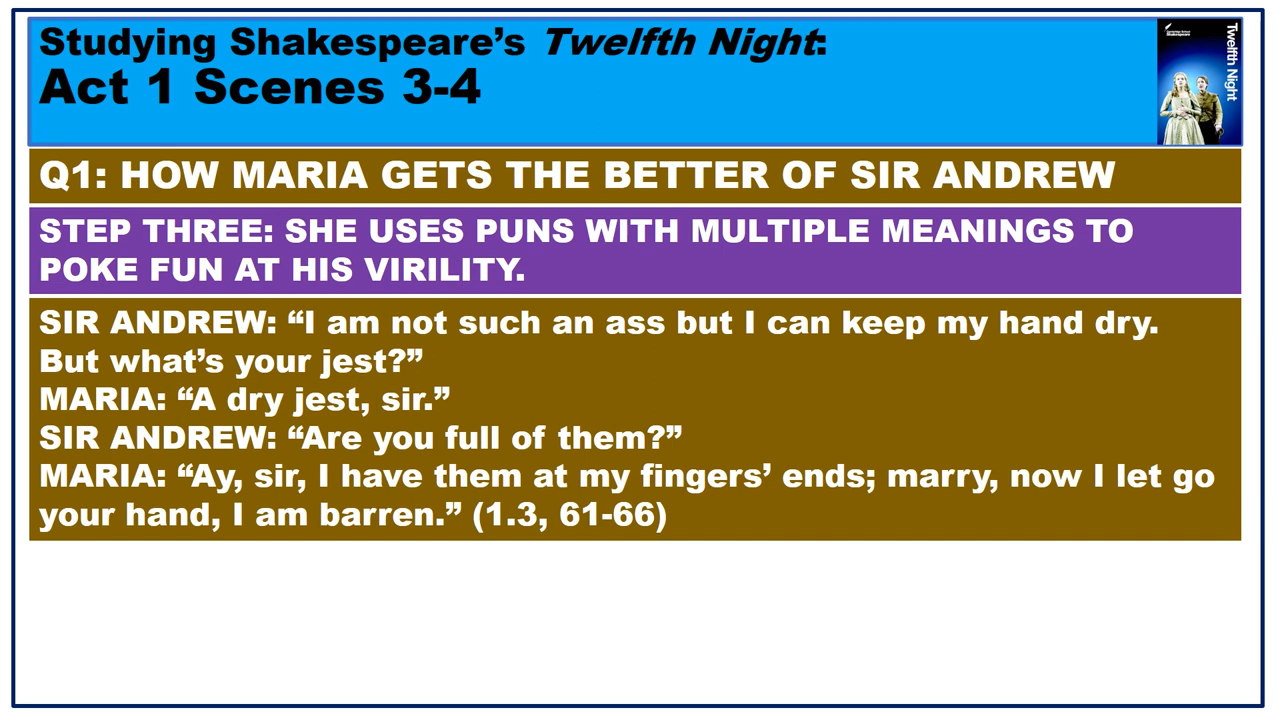 Studying Shakespeare’s Twelfth Night:
Act 1 Scenes 3-4
Cambridge School
Shakespeare
Twelfth Night
Q1: HOW MARIA GETS THE BETTER OF SIR ANDREW
STEP THREE: SHE USES PUNS WITH MULTIPLE MEANINGS TO
POKE FUN AT HIS VIRILITY.
SIR ANDREW: “I am not such an ass but I can keep my hand dry.
But what’s your jest?”
MARIA: “A dry jest, sir.”
SIR ANDREW: “Are you full of them?”
MARIA: “Ay, sir, I have them at my fingers’ ends; marry, now I let go
your hand, I am barren.” (1.3, 61-66)